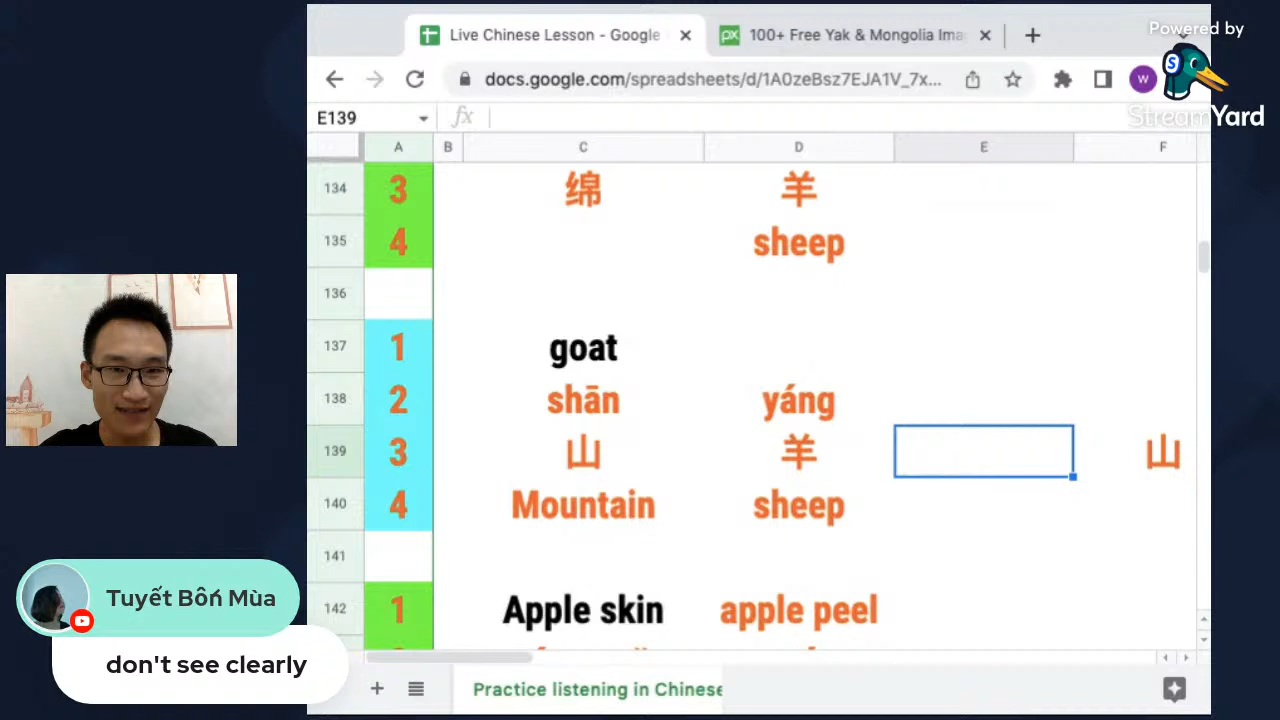 Live Chinese Lesson - Google
100+ Free Yak & Mongolia Ima
Powered by
StreamYard
docs.google.com/spreadsheets/d/1A0zeBsz7EJA1V_7x...
W
E139
fx
A B C D E F
134 3 绵 羊
135 4 sheep
136
137 1 goat
138 2 shān yáng
139 3 山 羊 山
140 4 Mountain sheep
141
142 1 Apple skin apple peel
Tuyết Bốn Mùa
don't see clearly
Practice listening in Chinese